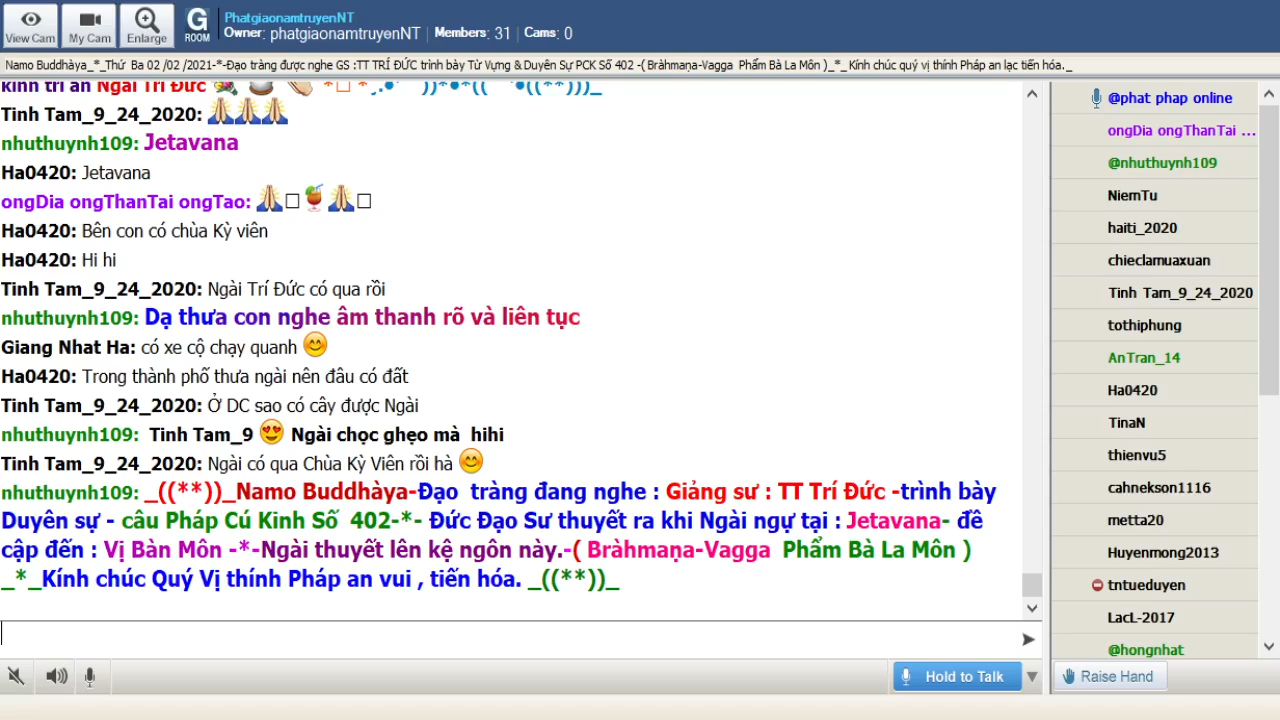 View Cam
My Cam
Enlarge
G
ROOM
PhatgiaonamtruyenNT
Owner: phatgiaonamtruyenNT | Members: 31 | Cams: 0
Namo Buddhàya_*_Thứ Ba 02 /02 /2021-*-Đạo tràng được nghe GS :TT TRÍ ĐỨC trình bày Từ Vựng & Duyên Sự PCK Số 402 -( Bràhmaṇa-Vagga Phẩm Bà La Môn )_*_ Kính chúc quý vị thính Pháp an lạc tiến hóa._
kính tri ân Ngài Trí Đức
Tinh Tam_9_24_2020:
nhuthuynh109: Jetavana
Ha0420: Jetavana
ongDia ongThanTai ongTao:
Ha0420: Bên con có chùa Kỳ viên
Ha0420: Hi hi
Tinh Tam_9_24_2020: Ngài Trí Đức có qua rồi
nhuthuynh109: Dạ thưa con nghe âm thanh rõ và liên tục
Giang Nhat Ha: có xe cộ chạy quanh 😊
Ha0420: Trong thành phố thưa ngài nên đâu có đất
Tinh Tam_9_24_2020: Ở DC sao có cây được Ngài
nhuthuynh109: Tinh Tam_9 😍 Ngài chọc ghẹo mà hihi
Tinh Tam_9_24_2020: Ngài có qua Chùa Kỳ Viên rồi hà 😊
nhuthuynh109: _((**))_Namo Buddhàya-Đạo tràng đang nghe : Giảng sư : TT Trí Đức -trình bày
Duyên sự - câu Pháp Cú Kinh Số 402-*- Đức Đạo Sư thuyết ra khi Ngài ngự tại : Jetavana- đề
cập đến : Vị Bàn Môn -*-Ngài thuyết lên kệ ngôn này.-( Bràhmaṇa-Vagga Phẩm Bà La Môn )
_*_Kính chúc Quý Vị thính Pháp an vui , tiến hóa. _((**))_
Hold to Talk
@phat phap online
ongDia ongThanTai ...
@nhuthuynh109
NiemTu
haiti_2020
chieclamuaxuan
Tinh Tam_9_24_2020
tothiphung
AnTran_14
Ha0420
TinaN
thienvu5
cahnekson1116
metta20
Huyenmong2013
tntueduyen
LacL-2017
@hongnhat
Raise Hand